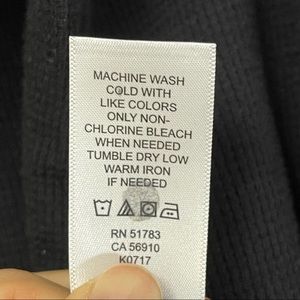 MACHINE WASH
COLD WITH
LIKE COLORS
ONLY NON-
CHLORINE BLEACH
WHEN NEEDED
TUMBLE DRY LOW
WARM IRON
IF NEEDED
RN 51783
CA 56910
K0717